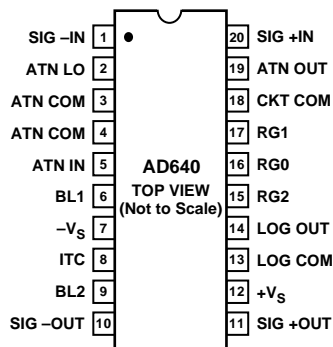 SIG –IN 1 20 SIG +IN
ATN LO 2 19 ATN OUT
ATN COM 3 18 CKT COM
ATN COM 4 17 RG1
ATN IN 5 16 RG0
BL1 6 15 RG2
–VS 7 14 LOG OUT
ITC 8 13 LOG COM
BL2 9 12 +VS
SIG –OUT 10 11 SIG +OUT
AD640
TOP VIEW
(Not to Scale)